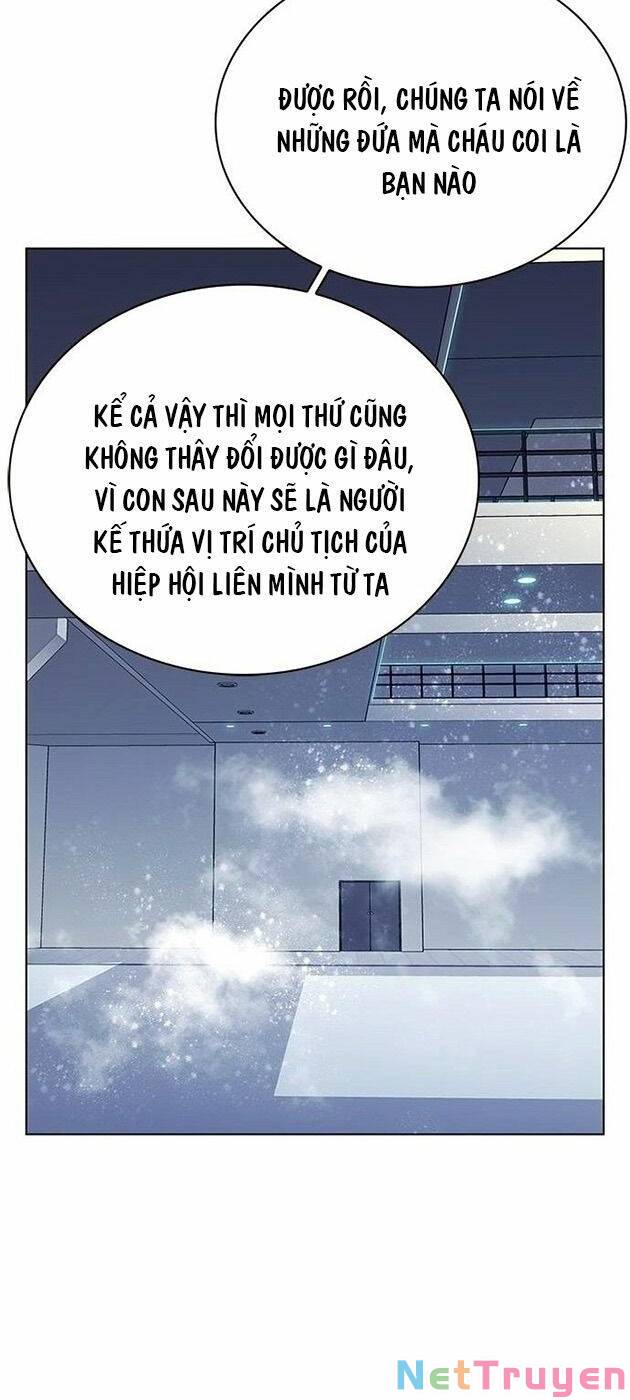 ĐƯỢC RỒI, CHÚNG TA NÓI VỀ
NHỮNG ĐỨA MÀ CHÁU COI LÀ
BẠN NÀO
KỂ CẢ VẬY THÌ MỌI THỨ CŨNG
KHÔNG THÂY ĐỔI ĐƯỢC GÌ ĐÂU,
VÌ CON SAU NÀY SẼ LÀ NGƯỜI
KẾ THỪA VỊ TRÍ CHỦ TỊCH CỦA
HIỆP HỘI LIÊN MÌNH TỪ TA
NetTruyen